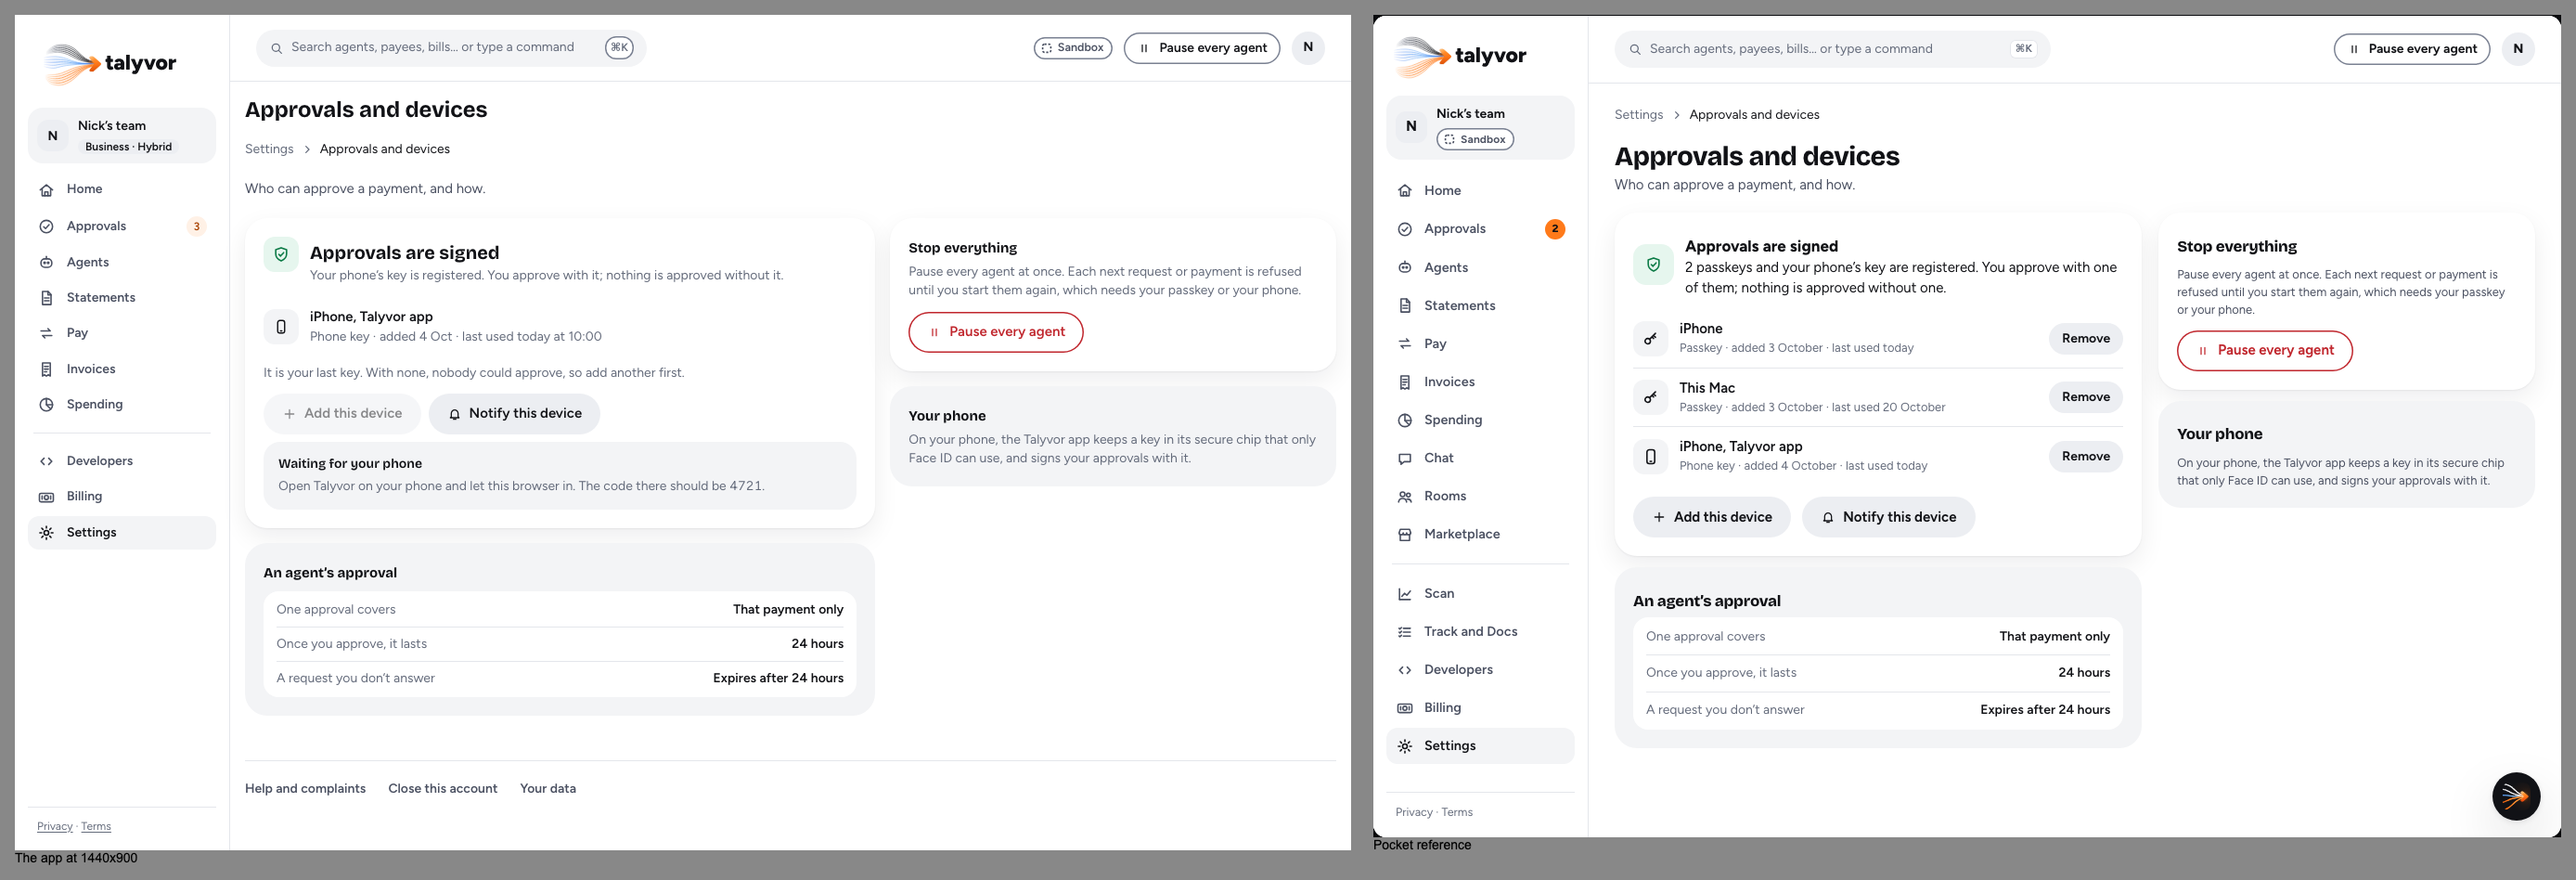 talyvor
Search agents, payees, bills... or type a command
⌘K
Sandbox
Pause every agent
N
N
Nick's team
Business · Hybrid
Home
Approvals
3
Agents
Statements
Pay
Invoices
Spending
Developers
Billing
Settings
Privacy · Terms
Approvals and devices
Settings > Approvals and devices
Who can approve a payment, and how.
Approvals are signed
Your phone's key is registered. You approve with it; nothing is approved without it.
iPhone, Talyvor app
Phone key · added 4 Oct · last used today at 10:00
It is your last key. With none, nobody could approve, so add another first.
+ Add this device
Notify this device
Waiting for your phone
Open Talyvor on your phone and let this browser in. The code there should be 4721.
An agent's approval
One approval covers
That payment only
Once you approve, it lasts
24 hours
A request you don't answer
Expires after 24 hours
Stop everything
Pause every agent at once. Each next request or payment is refused
until you start them again, which needs your passkey or your phone.
Pause every agent
Your phone
On your phone, the Talyvor app keeps a key in its secure chip that only
Face ID can use, and signs your approvals with it.
Help and complaints
Close this account
Your data
The app at 1440x900
talyvor
Search agents, payees, bills... or type a command
⌘K
Pause every agent
N
N
Nick's team
Sandbox
Home
Approvals
2
Agents
Statements
Pay
Invoices
Spending
Chat
Rooms
Marketplace
Scan
Track and Docs
Developers
Billing
Settings
Privacy · Terms
Settings > Approvals and devices
Approvals and devices
Who can approve a payment, and how.
Approvals are signed
2 passkeys and your phone's key are registered. You approve with one
of them; nothing is approved without one.
iPhone
Passkey · added 3 October · last used today
Remove
This Mac
Passkey · added 3 October · last used 20 October
Remove
iPhone, Talyvor app
Phone key · added 4 October · last used today
Remove
+ Add this device
Notify this device
An agent's approval
One approval covers
That payment only
Once you approve, it lasts
24 hours
A request you don't answer
Expires after 24 hours
Stop everything
Pause every agent at once. Each next request or payment is
refused until you start them again, which needs your passkey
or your phone.
Pause every agent
Your phone
On your phone, the Talyvor app keeps a key in its secure chip
that only Face ID can use, and signs your approvals with it.
Pocket reference